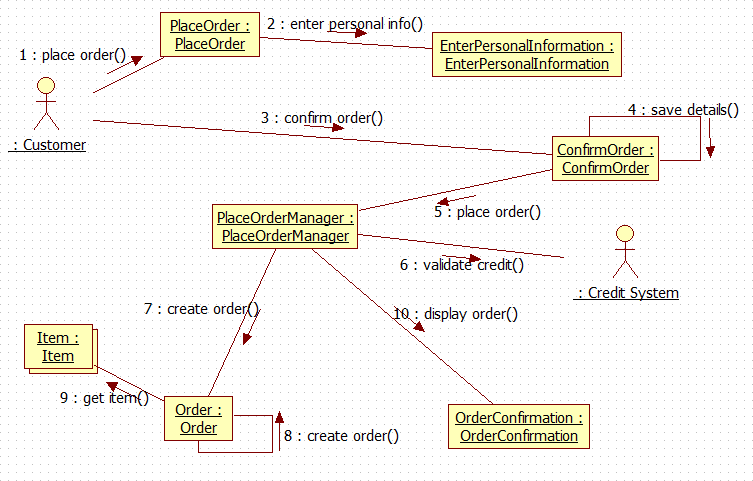 PlaceOrder :
PlaceOrder
2 : enter personal info()
EnterPersonalInformation :
EnterPersonalInformation
1 : place order()
: Customer
3 : confirm order()
4 : save details()
ConfirmOrder :
ConfirmOrder
5 : place order()
PlaceOrderManager :
PlaceOrderManager
6 : validate credit()
: Credit System
7 : create order()
10 : display order()
Item :
Item
9 : get item()
Order :
Order
8 : create order()
OrderConfirmation :
OrderConfirmation